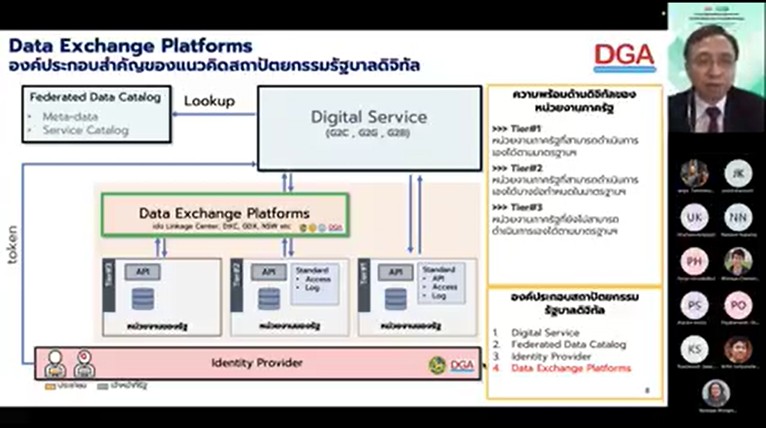 Data Exchange Platforms
องค์ประกอบสำคัญของแนวคิดสถาปัตยกรรมรัฐบาลดิจิทัล
DGA
Federated Data Catalog
• Meta-data
• Service Catalog
Lookup
Digital Service
(G2C , G2G , G2B)
Data Exchange Platforms
เช่น Linkage Center, DXC, GDX, NSW etc
DGA
token
Tier#3
API
หน่วยงานของรัฐ
Tier#2
API
Standard
• Access
• Log
หน่วยงานของรัฐ
Tier#1
API
Standard
• API
• Access
• Log
หน่วยงานของรัฐ
Identity Provider
DGA
ประชาชน
เจ้าหน้าที่รัฐ
ความพร้อมด้านดิจิทัลของ
หน่วยงานภาครัฐ
>>> Tier#1
หน่วยงานภาครัฐที่สามารถดำเนินการ
เองได้ตามมาตรฐานฯ
>>> Tier#2
หน่วยงานภาครัฐที่สามารถดำเนินการ
เองได้บางข้อกำหนดในมาตรฐานฯ
>>> Tier#3
หน่วยงานภาครัฐที่ยังไม่สามารถ
ดำเนินการเองได้ตามมาตรฐานฯ
องค์ประกอบสถาปัตยกรรม
รัฐบาลดิจิทัล
1. Digital Service
2. Federated Data Catalog
3. Identity Provider
4. Data Exchange Platforms
8
JK
UK
NN
PH
PS
PO
KS